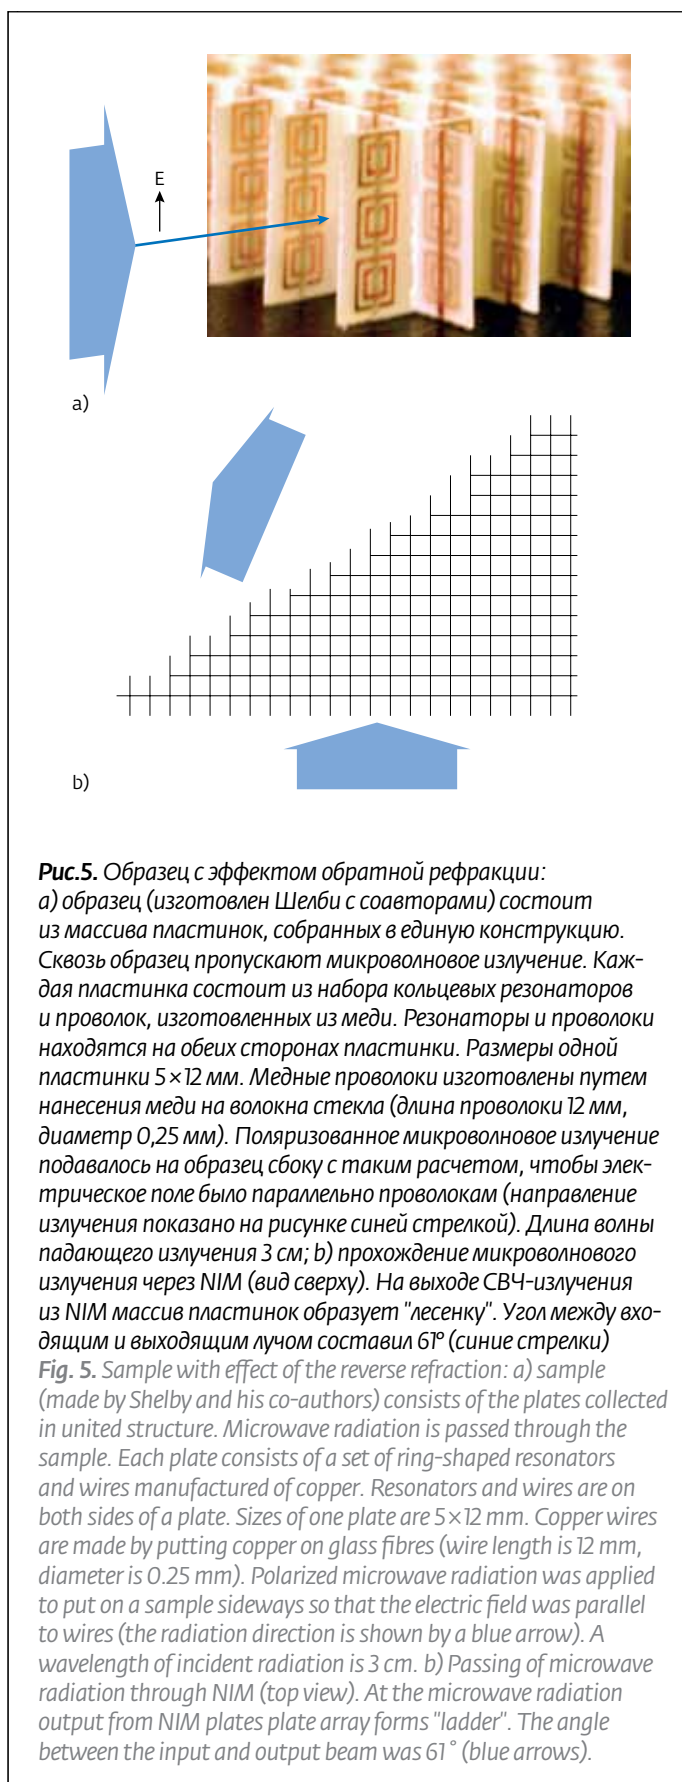 E
a)
b)
Рис.5. Образец с эффектом обратной рефракции:
а) образец (изготовлен Шелби с соавторами) состоит
из массива пластинок, собранных в единую конструкцию.
Сквозь образец пропускают микроволновое излучение. Каж-
дая пластинка состоит из набора кольцевых резонаторов
и проволок, изготовленных из меди. Резонаторы и проволоки
находятся на обеих сторонах пластинки. Размеры одной
пластинки 5×12 мм. Медные проволоки изготовлены путем
нанесения меди на волокна стекла (длина проволоки 12 мм,
диаметр 0,25 мм). Поляризованное микроволновое излучение
подавалось на образец сбоку с таким расчетом, чтобы элек-
трическое поле было параллельно проволокам (направление
излучения показано на рисунке синей стрелкой). Длина волны
падающего излучения 3 см; b) прохождение микроволнового
излучения через NIM (вид сверху). На выходе СВЧ-излучения
из NIM массив пластинок образует "лесенку". Угол между вхо-
дящим и выходящим лучом составил 61° (синие стрелки)
Fig. 5. Sample with effect of the reverse refraction: a) sample
(made by Shelby and his co-authors) consists of the plates collected
in united structure. Microwave radiation is passed through the
sample. Each plate consists of a set of ring-shaped resonators
and wires manufactured of copper. Resonators and wires are on
both sides of a plate. Sizes of one plate are 5×12 mm. Copper wires
are made by putting copper on glass fibres (wire length is 12 mm,
diameter is 0.25 mm). Polarized microwave radiation was applied
to put on a sample sideways so that the electric field was parallel
to wires (the radiation direction is shown by a blue arrow). A
wavelength of incident radiation is 3 cm. b) Passing of microwave
radiation through NIM (top view). At the microwave radiation
output from NIM plates plate array forms "ladder". The angle
between the input and output beam was 61˚ (blue arrows).